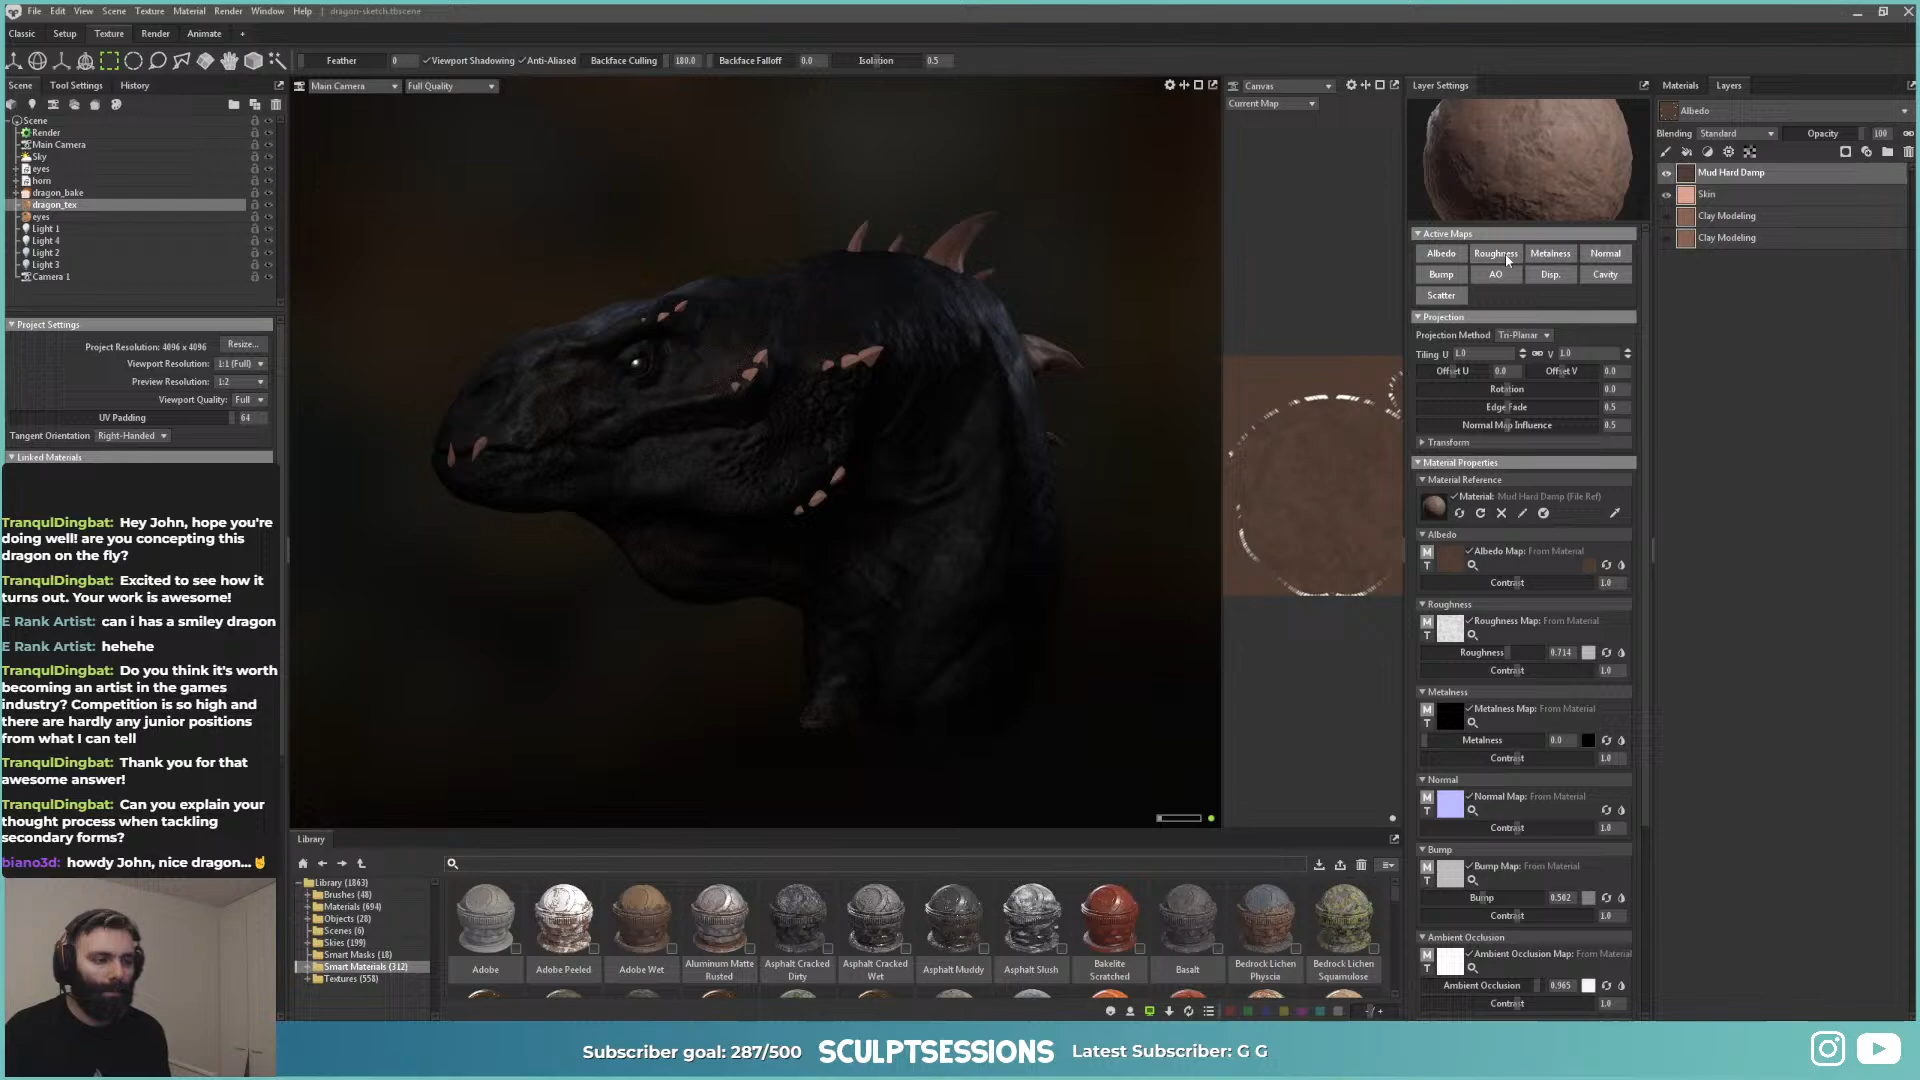 File Edit View Scene Texture Material Render Window Help dragon-sketch.tbscene
Classic Setup Texture Render Animate +
Feather 0 Viewport Shadowing Anti-Aliased Backface Culling 180.0 Backface Falloff 0.0 Isolation 0.5
Scene Tool Settings History
Scene
Render
Main Camera
Sky
eyes
horn
dragon_bake
dragon_tex
eyes
Light 1
Light 4
Light 2
Light 3
Camera 1
Project Settings
Project Resolution: 4096 x 4096 Resize...
Viewport Resolution: 1:1 (Full)
Preview Resolution: 1:2
Viewport Quality: Full
UV Padding 64
Tangent Orientation Right-Handed
Linked Materials
TranqulDingbat: Hey John, hope you're
doing well! are you concepting this
dragon on the fly?
TranqulDingbat: Excited to see how it
turns out. Your work is awesome!
E Rank Artist: can i has a smiley dragon
E Rank Artist: hehehe
TranqulDingbat: Do you think it's worth
becoming an artist in the games
industry? Competition is so high and
there are hardly any junior positions
from what I can tell
TranqulDingbat: Thank you for that
awesome answer!
TranqulDingbat: Can you explain your
thought process when tackling
secondary forms?
biano3d: howdy John, nice dragon...🤘
Main Camera Full Quality
Canvas
Current Map
Library
Library (1863)
Brushes (48)
Materials (694)
Objects (28)
Scenes (6)
Skies (199)
Smart Masks (18)
Smart Materials (312)
Textures (558)
Adobe
Adobe Peeled
Adobe Wet
Aluminum Matte
Rusted
Asphalt Cracked
Dirty
Asphalt Cracked
Wet
Asphalt Muddy
Asphalt Slush
Bakelite
Scratched
Basalt
Bedrock Lichen
Physcia
Bedrock Lichen
Squamulose
Layer Settings
Active Maps
Albedo Roughness Metalness Normal
Bump AO Disp. Cavity
Scatter
Projection
Projection Method Tri-Planar
Tiling U 1.0 V 1.0
Offset U 0.0 Offset V 0.0
Rotation 0.0
Edge Fade 0.5
Normal Map Influence 0.5
Transform
Material Properties
Material Reference
Material: Mud Hard Damp (File Ref)
Albedo
M Albedo Map: From Material
T
Contrast 1.0
Roughness
M Roughness Map: From Material
T
Roughness 0.714
Contrast 1.0
Metalness
M Metalness Map: From Material
T
Metalness 0.0
Contrast 1.0
Normal
M Normal Map: From Material
T
Contrast 1.0
Bump
M Bump Map: From Material
T
Bump 0.502
Contrast 1.0
Ambient Occlusion
M Ambient Occlusion Map: From Material
T
Ambient Occlusion 0.965
Contrast 1.0
Materials Layers
Albedo
Blending Standard Opacity 100
Mud Hard Damp
Skin
Clay Modeling
Clay Modeling
Subscriber goal: 287/500 SCULPTSESSIONS Latest Subscriber: G G